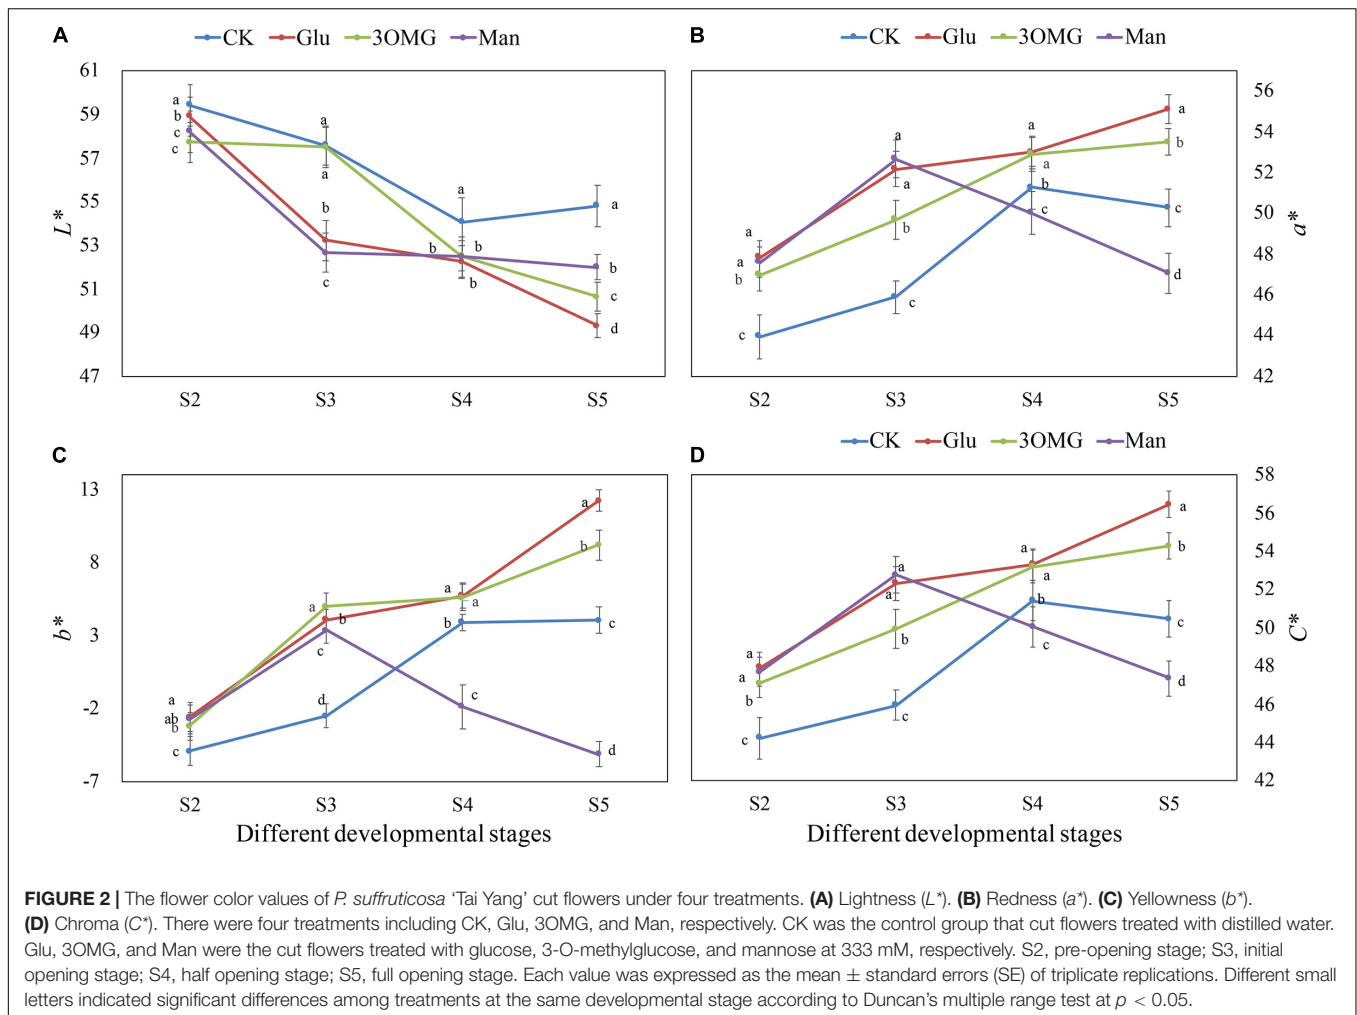 A
CK Glu 3OMG Man
B
CK Glu 3OMG Man
L*
61
59
57
55
53
51
49
47
a
b
c
c
a
a
b
c
a
b
b
b
a
b
c
d
S2 S3 S4 S5
a*
56
54
52
50
48
46
44
42
a
a
b
c
a
a
b
c
a
a
b
c
a
b
c
d
S2 S3 S4 S5
C
D
CK Glu 3OMG Man
b*
13
8
3
-2
-7
a
ab
b
c
a
b
c
d
a
a
b
c
a
b
c
d
S2 S3 S4 S5
Different developmental stages
C*
58
56
54
52
50
48
46
44
42
a
a
b
c
a
a
b
c
a
a
b
c
a
b
c
d
S2 S3 S4 S5
Different developmental stages
FIGURE 2 | The flower color values of P. suffruticosa ‘Tai Yang’ cut flowers under four treatments. (A) Lightness (L*). (B) Redness (a*). (C) Yellowness (b*).
(D) Chroma (C*). There were four treatments including CK, Glu, 3OMG, and Man, respectively. CK was the control group that cut flowers treated with distilled water.
Glu, 3OMG, and Man were the cut flowers treated with glucose, 3-O-methylglucose, and mannose at 333 mM, respectively. S2, pre-opening stage; S3, initial
opening stage; S4, half opening stage; S5, full opening stage. Each value was expressed as the mean ± standard errors (SE) of triplicate replications. Different small
letters indicated significant differences among treatments at the same developmental stage according to Duncan’s multiple range test at p < 0.05.